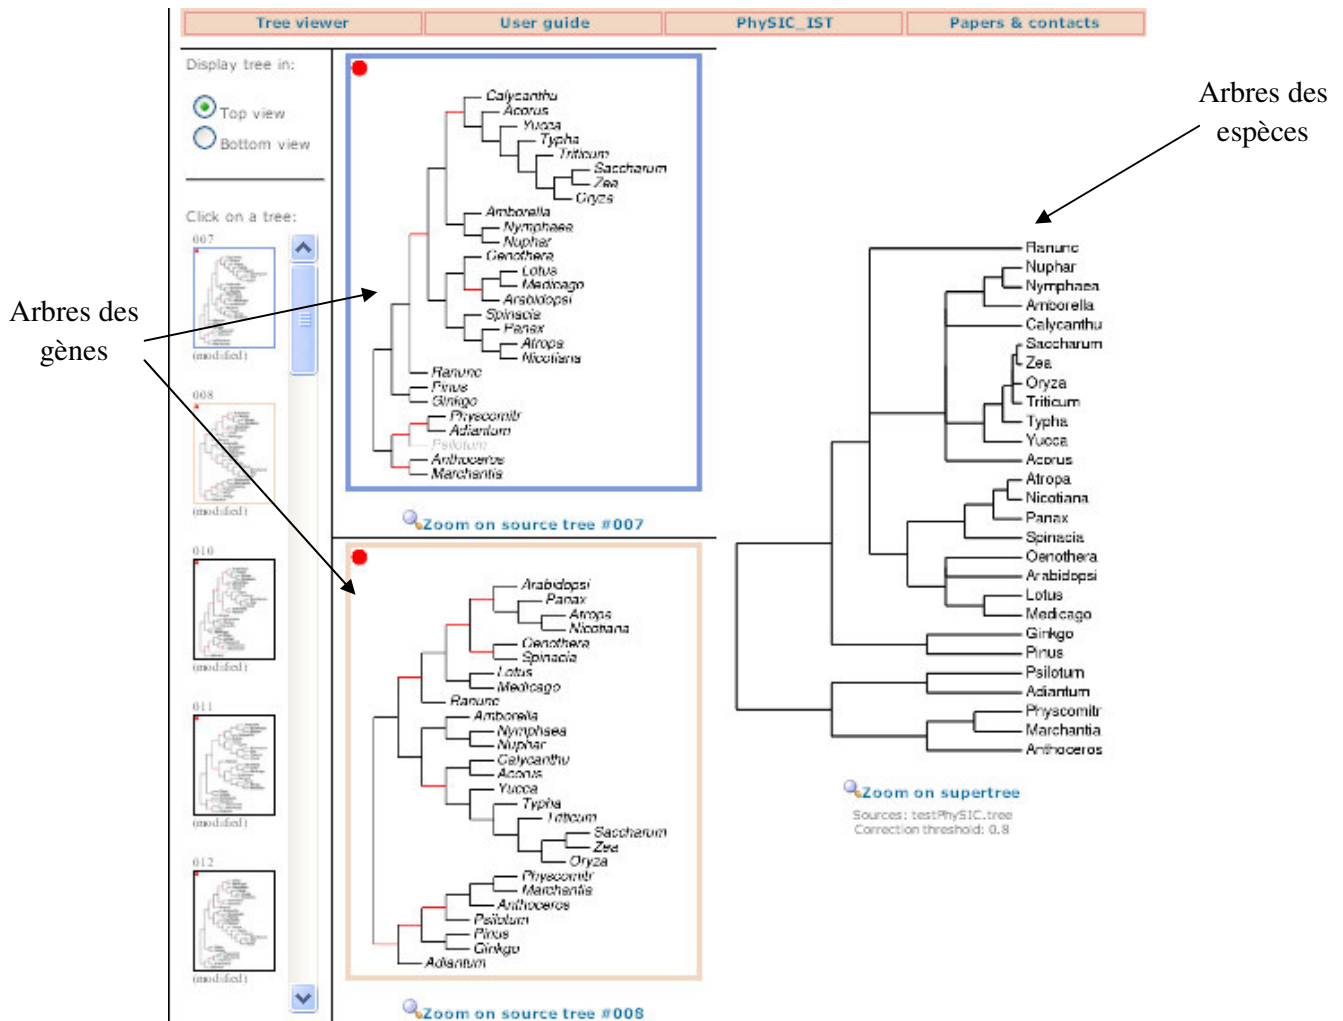 Tree viewer
User guide
PhySIC_IST
Papers & contacts
Display tree in:
Top view
Bottom view
Click on a tree:
007
(modified)
008
(modified)
010
(modified)
011
(modified)
012
(modified)
Arbres des
gènes
Calycanthu
Acorus
Yucca
Typha
Triticum
Saccharum
Zea
Oryza
Amborella
Nymphaea
Nuphar
Oenothera
Lotus
Medicago
Arabidopsi
Spinacia
Panax
Atropa
Nicotiana
Ranunc
Pinus
Ginkgo
Physcomitr
Adiantum
Psilotum
Anthoceros
Marchantia
Zoom on source tree #007
Arabidopsi
Panax
Atropa
Nicotiana
Oenothera
Spinacia
Lotus
Medicago
Ranunc
Amborella
Nymphaea
Nuphar
Calycanthu
Acorus
Yucca
Typha
Triticum
Saccharum
Zea
Oryza
Physcomitr
Marchantia
Anthoceros
Psilotum
Pinus
Ginkgo
Adiantum
Zoom on source tree #008
Arbres des
espèces
Ranunc
Nuphar
Nymphaea
Amborella
Calycanthu
Saccharum
Zea
Oryza
Triticum
Typha
Yucca
Acorus
Atropa
Nicotiana
Panax
Spinacia
Oenothera
Arabidopsi
Lotus
Medicago
Ginkgo
Pinus
Psilotum
Adiantum
Physcomitr
Marchantia
Anthoceros
Zoom on supertree
Sources: testPhySIC.tree
Correction threshold: 0.8